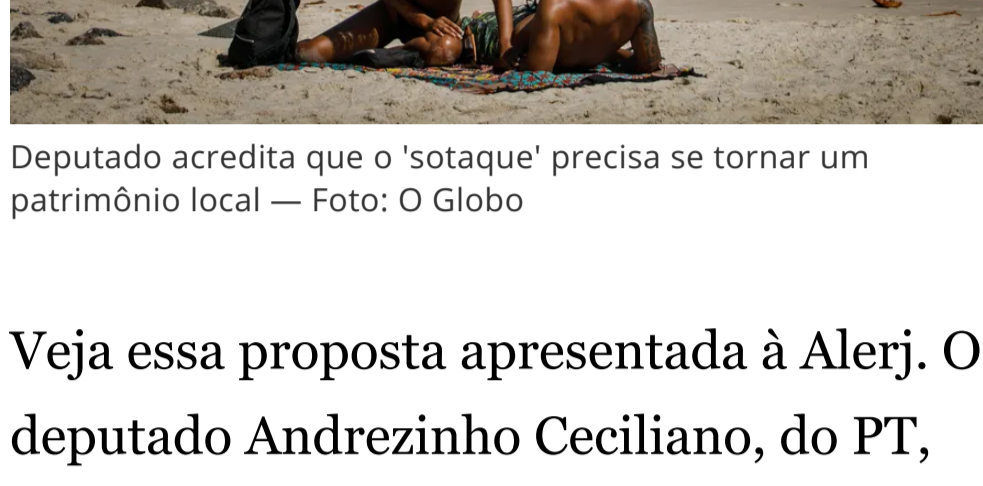 Deputado acredita que o 'sotaque' precisa se tornar um
patrimônio local — Foto: O Globo
Veja essa proposta apresentada à Alerj. O
deputado Andrezinho Ceciliano, do PT,